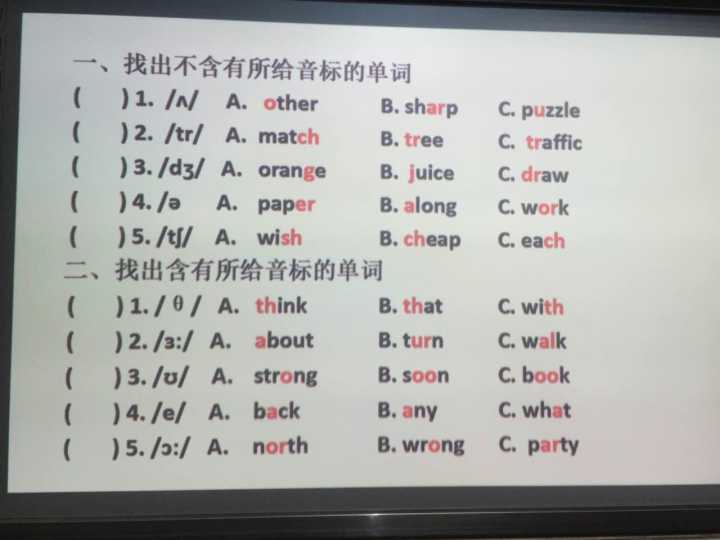 一、找出不含有所给音标的单词
( )1. /ʌ/ A. other B. sharp C. puzzle
( )2. /tr/ A. match B. tree C. traffic
( )3. /dʒ/ A. orange B. juice C. draw
( )4. /ə A. paper B. along C. work
( )5. /tʃ/ A. wish B. cheap C. each
二、找出含有所给音标的单词
( )1. /θ/ A. think B. that C. with
( )2. /ɜ:/ A. about B. turn C. walk
( )3. /ʊ/ A. strong B. soon C. book
( )4. /e/ A. back B. any C. what
( )5. /ɔ:/ A. north B. wrong C. party